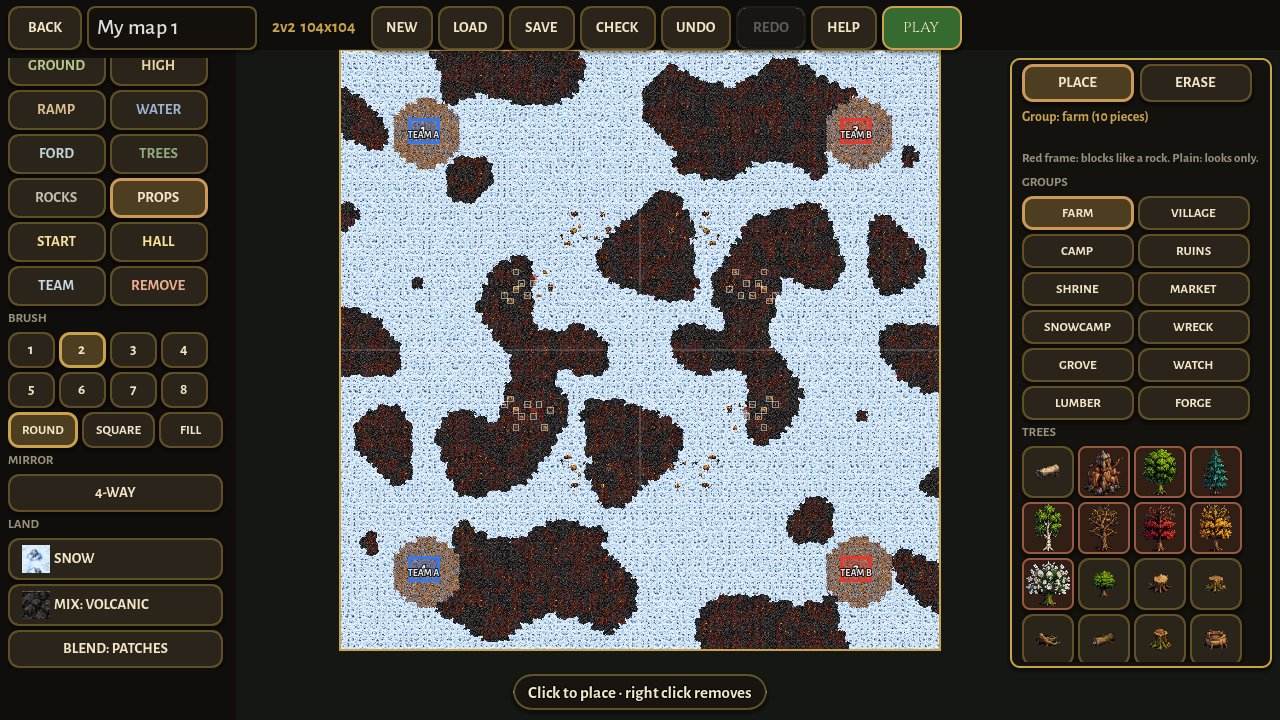 BACK
My map 1
2v2 104x104
NEW
LOAD
SAVE
CHECK
UNDO
REDO
HELP
PLAY
GROUND
HIGH
RAMP
WATER
FORD
TREES
ROCKS
PROPS
START
HALL
TEAM
REMOVE
BRUSH
1
2
3
4
5
6
7
8
ROUND
SQUARE
FILL
MIRROR
4-WAY
LAND
SNOW
MIX: VOLCANIC
BLEND: PATCHES
TEAM A
TEAM B
TEAM A
TEAM B
Click to place · right click removes
PLACE
ERASE
Group: farm (10 pieces)
Red frame: blocks like a rock. Plain: looks only.
GROUPS
FARM
VILLAGE
CAMP
RUINS
SHRINE
MARKET
SNOWCAMP
WRECK
GROVE
WATCH
LUMBER
FORGE
TREES